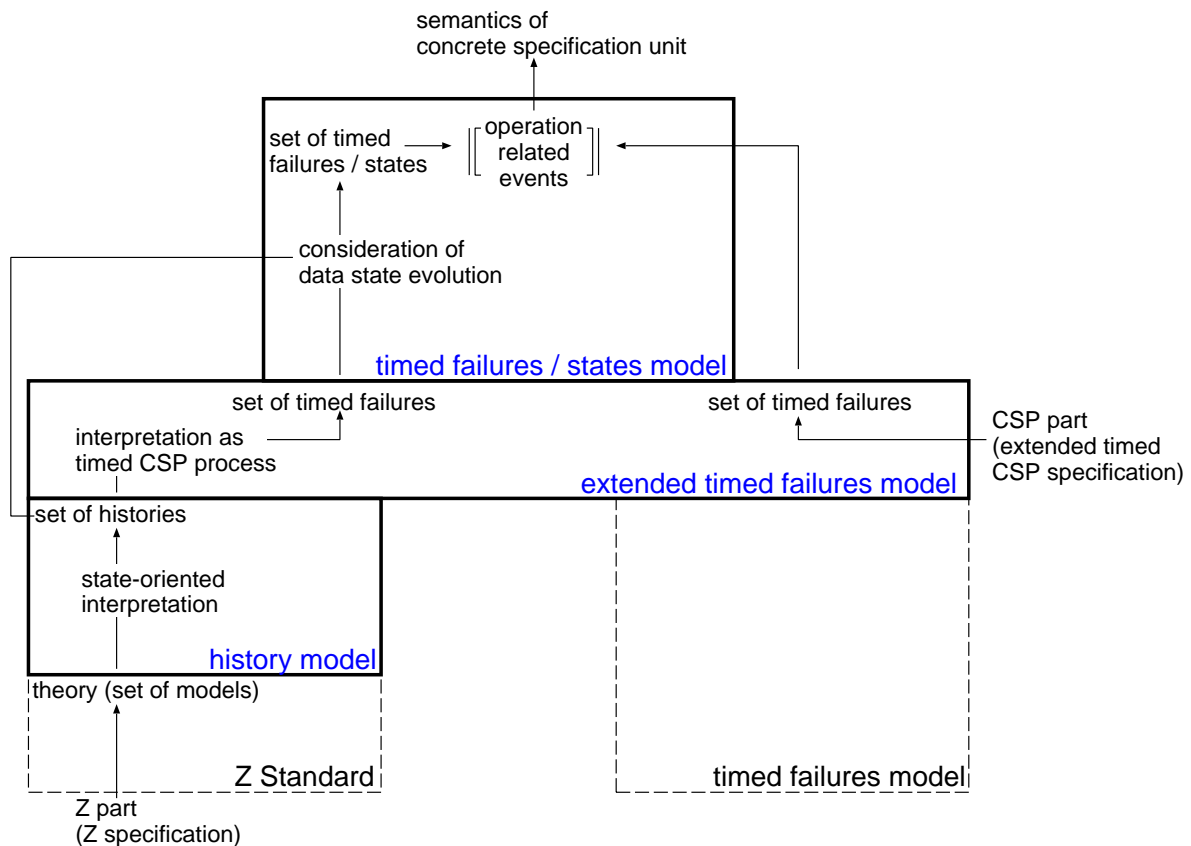 semantics of
concrete specification unit
set of timed
failures / states
operation
related
events
consideration of
data state evolution
timed failures / states model
set of timed failures
set of timed failures
interpretation as
timed CSP process
CSP part
(extended timed
CSP specification)
extended timed failures model
set of histories
state-oriented
interpretation
history model
theory (set of models)
Z Standard
timed failures model
Z part
(Z specification)